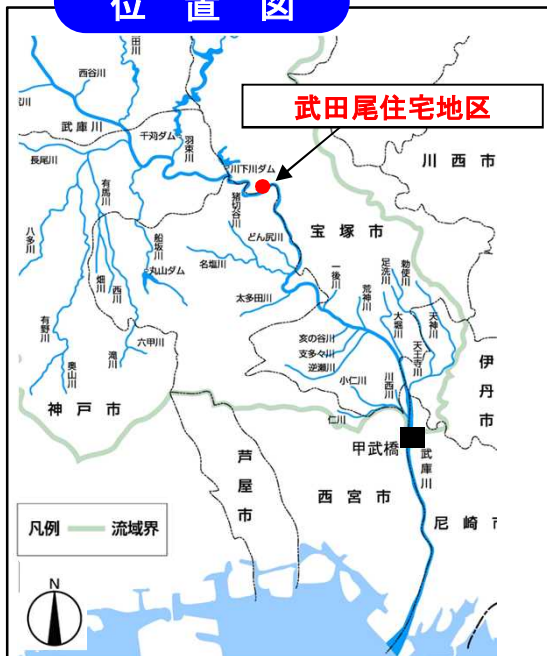 位置図
田川
西谷川
武庫川
千苅ダム
羽束川
武田尾住宅地区
川西市
長尾川
川下川ダム
有馬川
猪切谷川
宝塚市
八多川
船坂川
どん尻川
名塩川
一後川
荒神川
足洗川
勅使川
畑川
西川
丸山ダム
太多田川
大堀川
天神川
天王寺川
有野川
六甲川
滝川
亥の谷川
支多々川
逆瀬川
奥山川
小仁川
川西川
伊丹市
神戸市
仁川
甲武橋
武庫川
芦屋市
西宮市
尼崎市
凡例
流域界
N